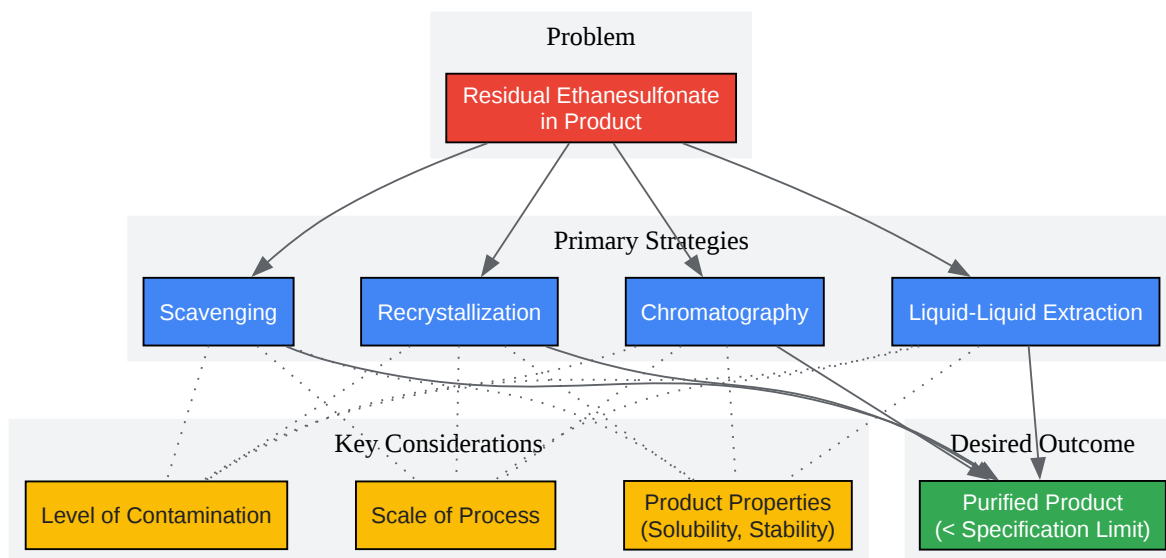 Problem
Residual Ethanesulfonate
in Product
Primary Strategies
Scavenging
Recrystallization
Chromatography
Liquid-Liquid Extraction
Key Considerations
Desired Outcome
Level of Contamination
Scale of Process
Product Properties
(Solubility, Stability)
Purified Product
(< Specification Limit)